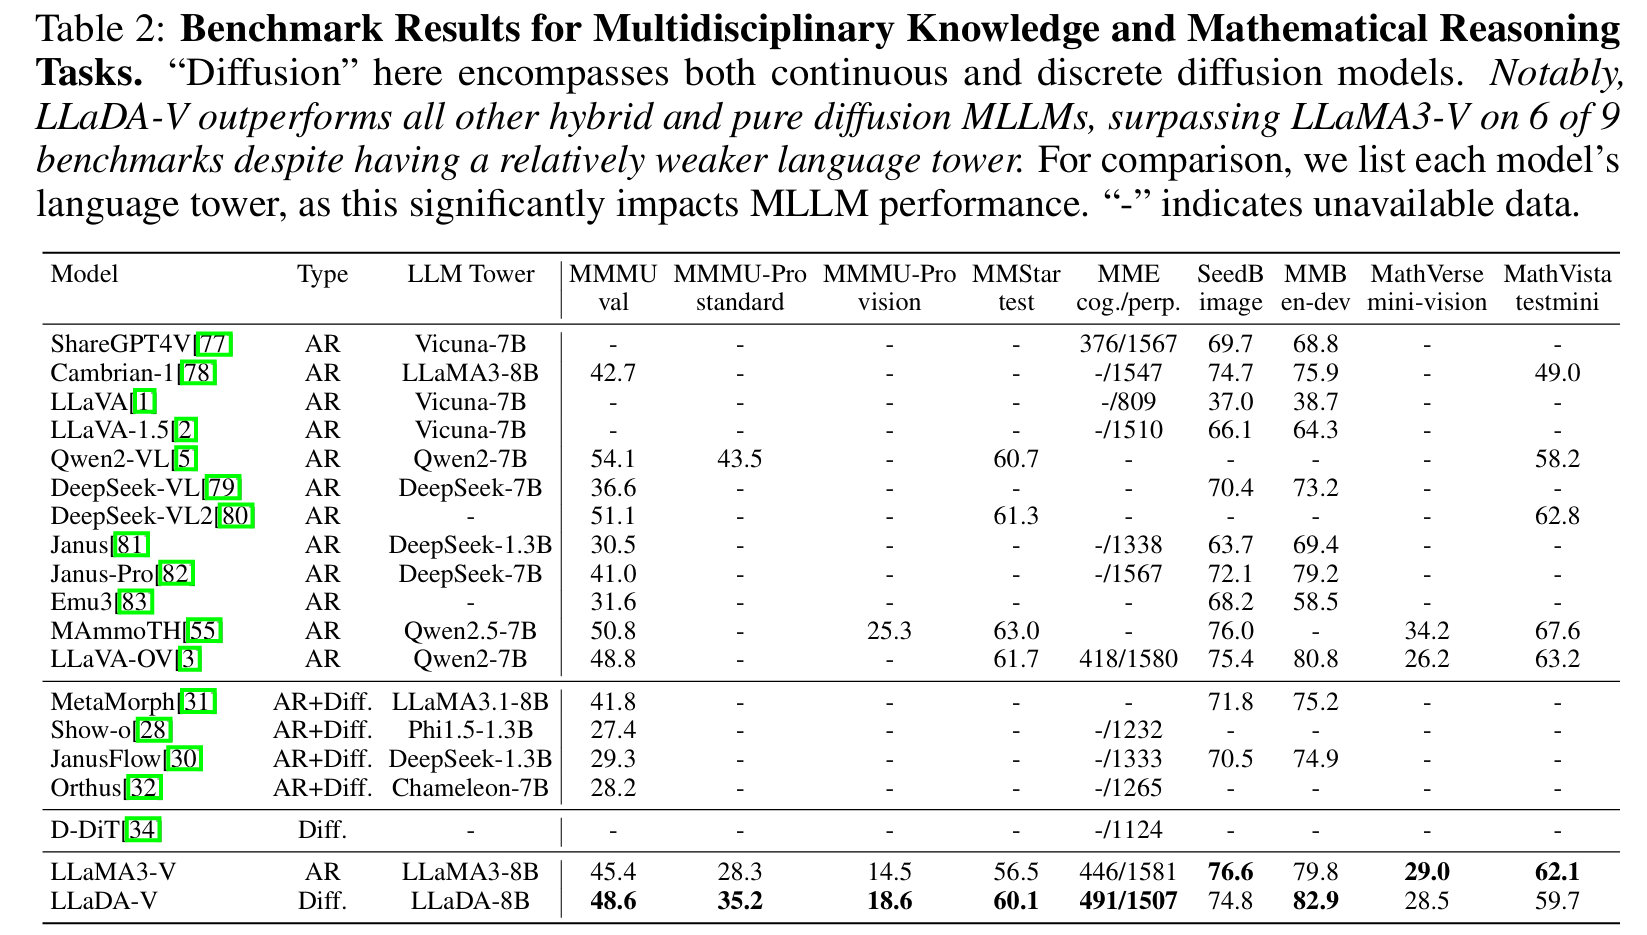 Table 2: Benchmark Results for Multidisciplinary Knowledge and Mathematical Reasoning
Tasks. “Diffusion” here encompasses both continuous and discrete diffusion models. Notably,
LLaDA-V outperforms all other hybrid and pure diffusion MLLMs, surpassing LLaMA3-V on 6 of 9
benchmarks despite having a relatively weaker language tower. For comparison, we list each model’s
language tower, as this significantly impacts MLLM performance. “-” indicates unavailable data.
Model Type LLM Tower MMMU MMMU-Pro MMMU-Pro MMStar MME SeedB MMB MathVerse MathVista
val standard vision test cog./perp. image en-dev mini-vision testmini
ShareGPT4V[77] AR Vicuna-7B - - - - 376/1567 69.7 68.8 - -
Cambrian-1[78] AR LLaMA3-8B 42.7 - - - -/1547 74.7 75.9 - 49.0
LLaVA[1] AR Vicuna-7B - - - - -/809 37.0 38.7 - -
LLaVA-1.5[2] AR Vicuna-7B - - - - -/1510 66.1 64.3 - -
Qwen2-VL[5] AR Qwen2-7B 54.1 43.5 - 60.7 - - - - 58.2
DeepSeek-VL[79] AR DeepSeek-7B 36.6 - - - - 70.4 73.2 - -
DeepSeek-VL2[80] AR - 51.1 - - 61.3 - - - - 62.8
Janus[81] AR DeepSeek-1.3B 30.5 - - - -/1338 63.7 69.4 - -
Janus-Pro[82] AR DeepSeek-7B 41.0 - - - -/1567 72.1 79.2 - -
Emu3[83] AR - 31.6 - - - - 68.2 58.5 - -
MAmmoTH[55] AR Qwen2.5-7B 50.8 - 25.3 63.0 - 76.0 - 34.2 67.6
LLaVA-OV[3] AR Qwen2-7B 48.8 - - 61.7 418/1580 75.4 80.8 26.2 63.2
MetaMorph[31] AR+Diff. LLaMA3.1-8B 41.8 - - - - 71.8 75.2 - -
Show-o[28] AR+Diff. Phi1.5-1.3B 27.4 - - - -/1232 - - - -
JanusFlow[30] AR+Diff. DeepSeek-1.3B 29.3 - - - -/1333 70.5 74.9 - -
Orthus[32] AR+Diff. Chameleon-7B 28.2 - - - -/1265 - - - -
D-DiT[34] Diff. - - - - - -/1124 - - - -
LLaMA3-V AR LLaMA3-8B 45.4 28.3 14.5 56.5 446/1581 76.6 79.8 29.0 62.1
LLaDA-V Diff. LLaDA-8B 48.6 35.2 18.6 60.1 491/1507 74.8 82.9 28.5 59.7